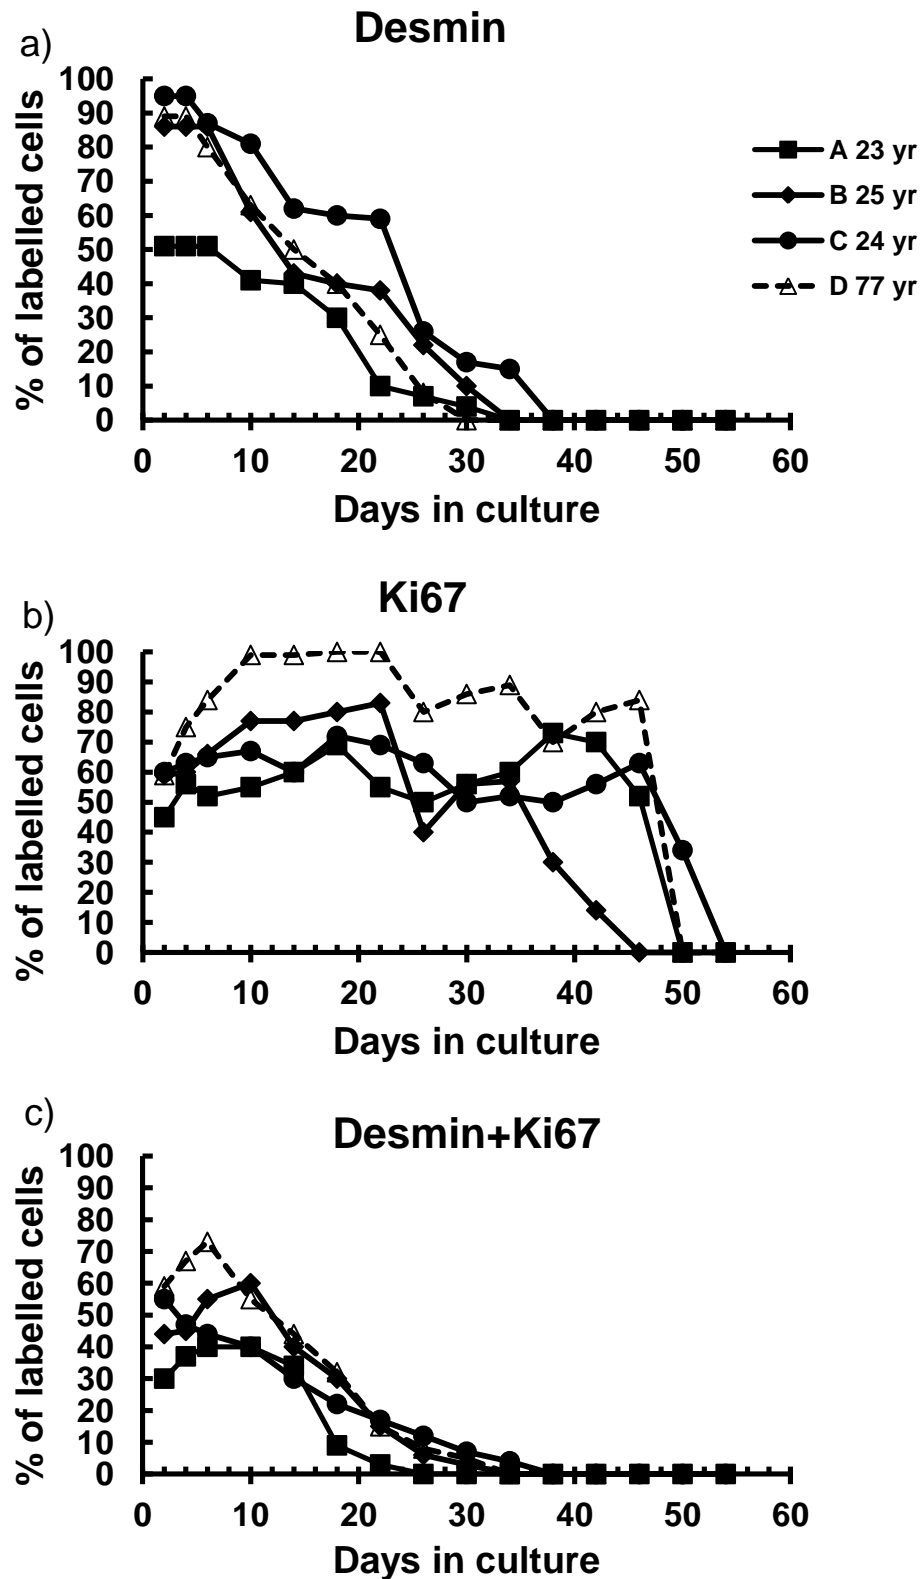 a)
Desmin
% of labelled cells
100
90
80
70
60
50
40
30
20
10
0
0 10 20 30 40 50 60
Days in culture
A 23 yr
B 25 yr
C 24 yr
D 77 yr
b)
Ki67
% of labelled cells
100
90
80
70
60
50
40
30
20
10
0
0 10 20 30 40 50 60
Days in culture
c)
Desmin+Ki67
% of labelled cells
100
90
80
70
60
50
40
30
20
10
0
0 10 20 30 40 50 60
Days in culture